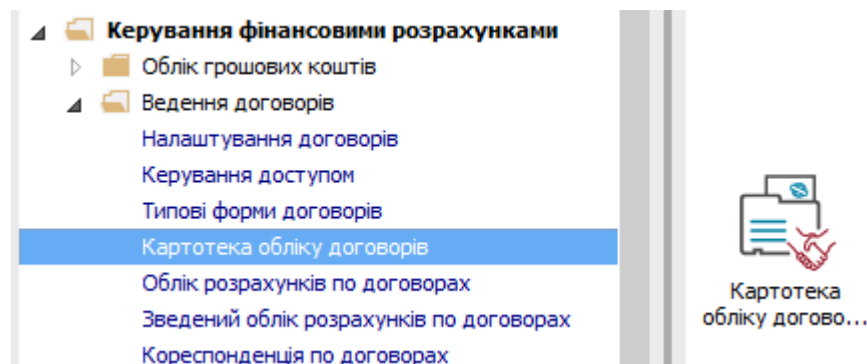 Керування фінансовими розрахунками
Облік грошових коштів
Ведення договорів
Налаштування договорів
Керування доступом
Типові форми договорів
Картотека обліку договорів
Облік розрахунків по договорах
Зведений облік розрахунків по договорах
Кореспонденція по договорах
Картотека
обліку догово...